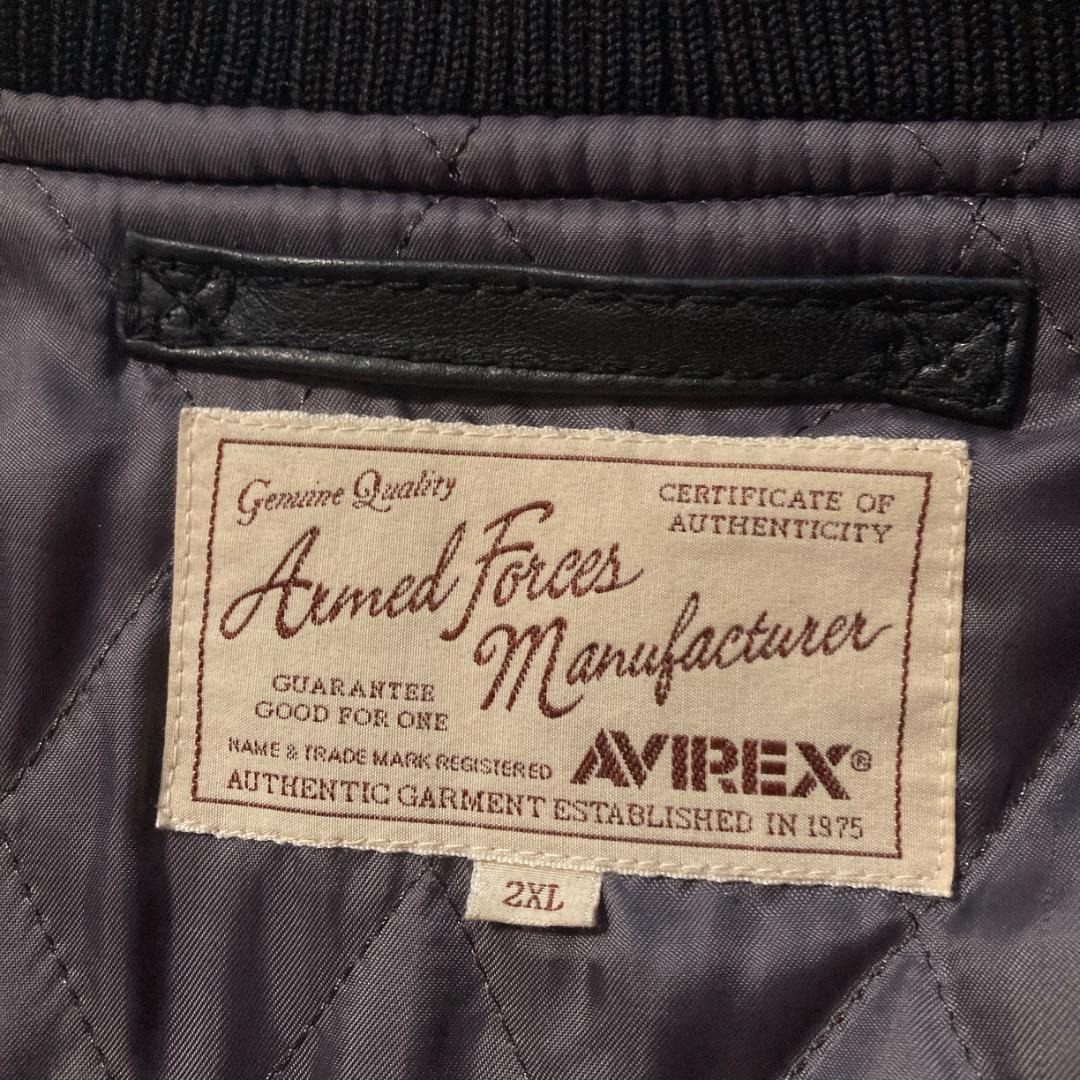 Genuine Quality
CERTIFICATE OF
AUTHENTICITY
Armed Forces
Manufacturer
GUARANTEE
GOOD FOR ONE
NAME & TRADE MARK REGISTERED
AVIREX®
AUTHENTIC GARMENT ESTABLISHED IN 1975
2XL